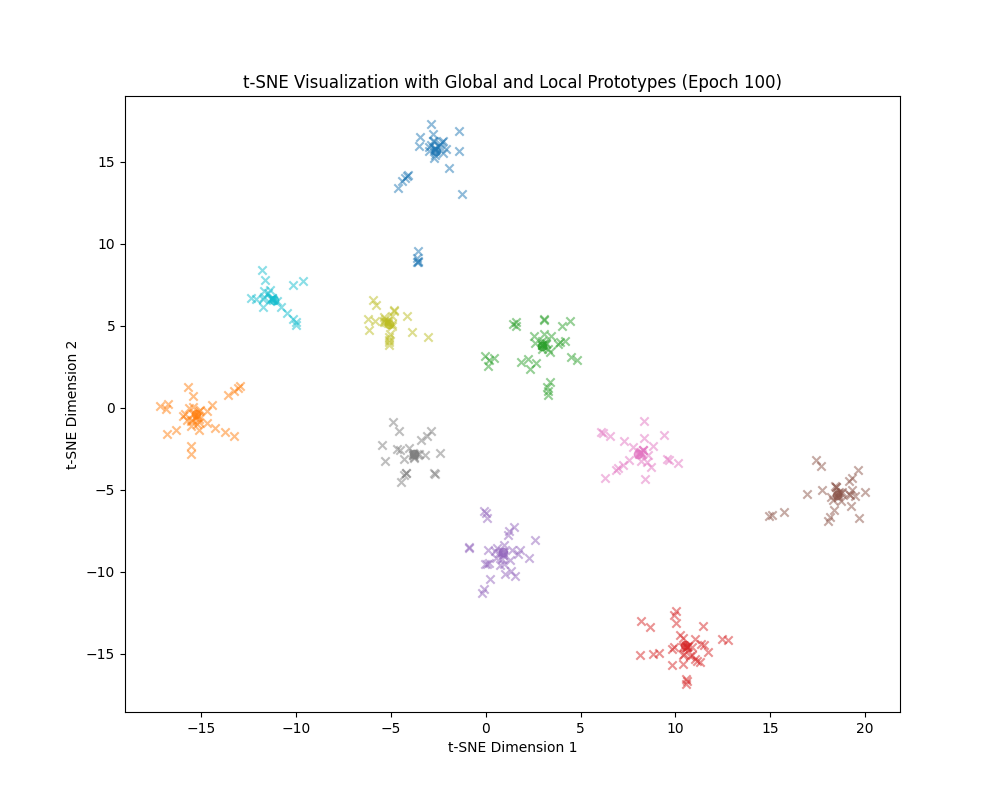 t-SNE Visualization with Global and Local Prototypes (Epoch 100)
15
10
5
0
−5
−10
−15
t-SNE Dimension 2
−15 −10 −5 0 5 10 15 20
t-SNE Dimension 1